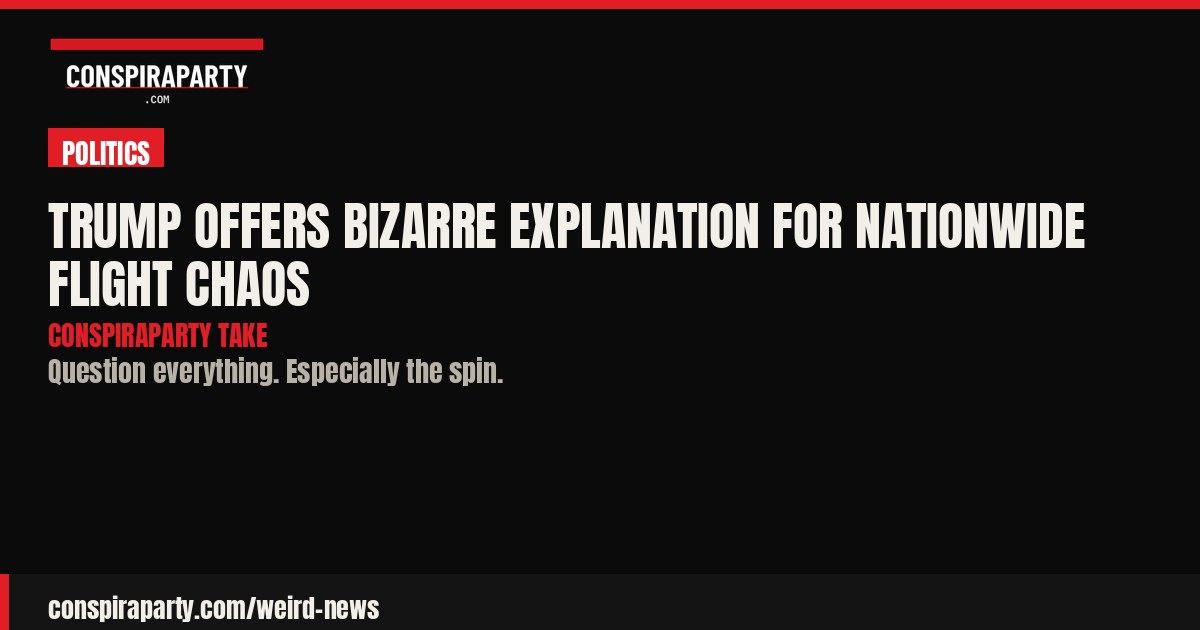 CONSPIRAPARTY
.COM
POLITICS
TRUMP OFFERS BIZARRE EXPLANATION FOR NATIONWIDE
FLIGHT CHAOS
CONSPIRAPARTY TAKE
Question everything. Especially the spin.
conspiraparty.com/weird-news